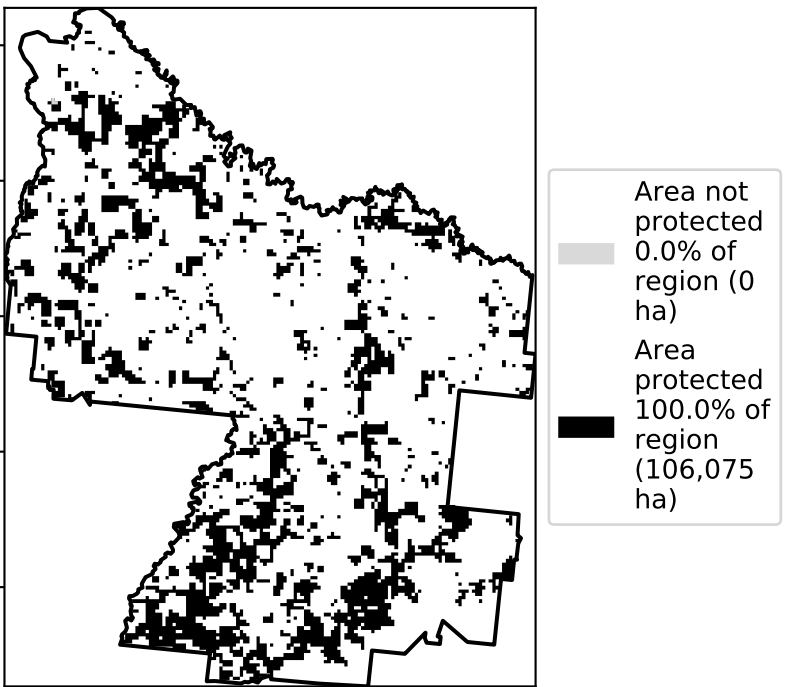 Area not
protected
0.0% of
region (0
ha)
Area
protected
100.0% of
region
(106,075
ha)